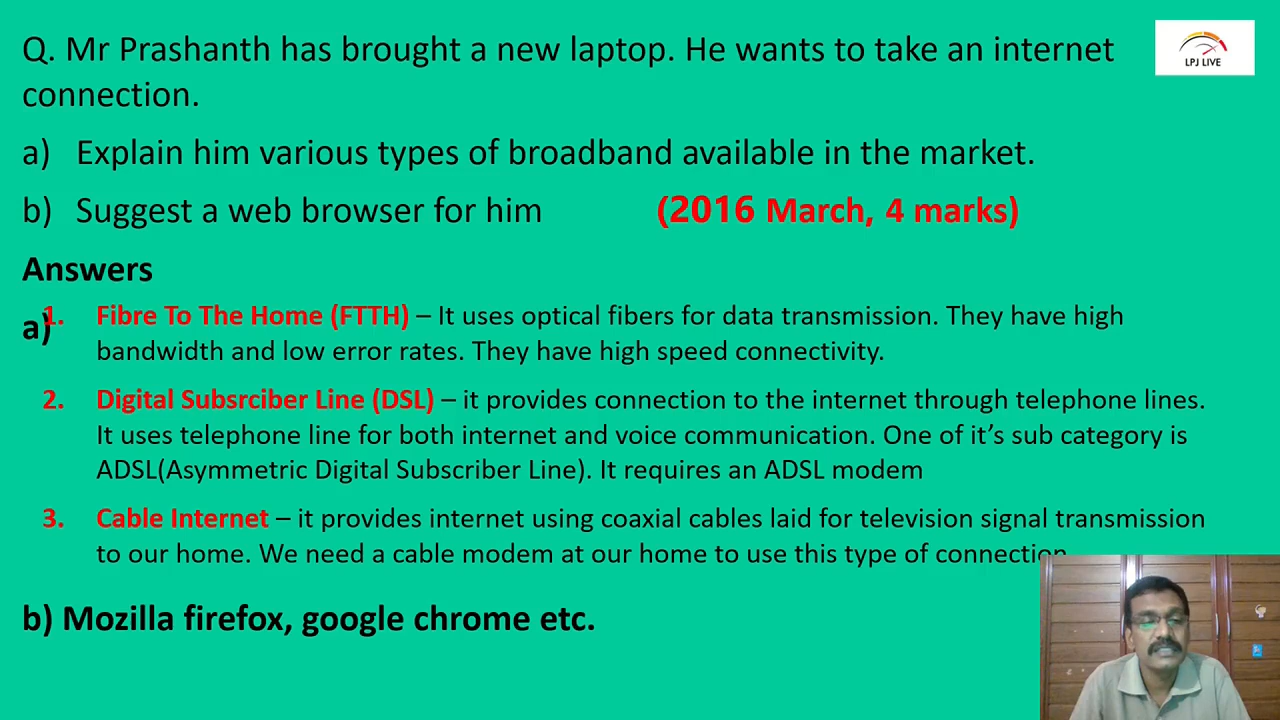 Q. Mr Prashanth has brought a new laptop. He wants to take an internet
connection.
LPJ LIVE
a) Explain him various types of broadband available in the market.
b) Suggest a web browser for him (2016 March, 4 marks)
Answers
a)
1. Fibre To The Home (FTTH) – It uses optical fibers for data transmission. They have high
bandwidth and low error rates. They have high speed connectivity.
2. Digital Subsrciber Line (DSL) – it provides connection to the internet through telephone lines.
It uses telephone line for both internet and voice communication. One of it's sub category is
ADSL(Asymmetric Digital Subscriber Line). It requires an ADSL modem
3. Cable Internet – it provides internet using coaxial cables laid for television signal transmission
to our home. We need a cable modem at our home to use this type of connection
b) Mozilla firefox, google chrome etc.